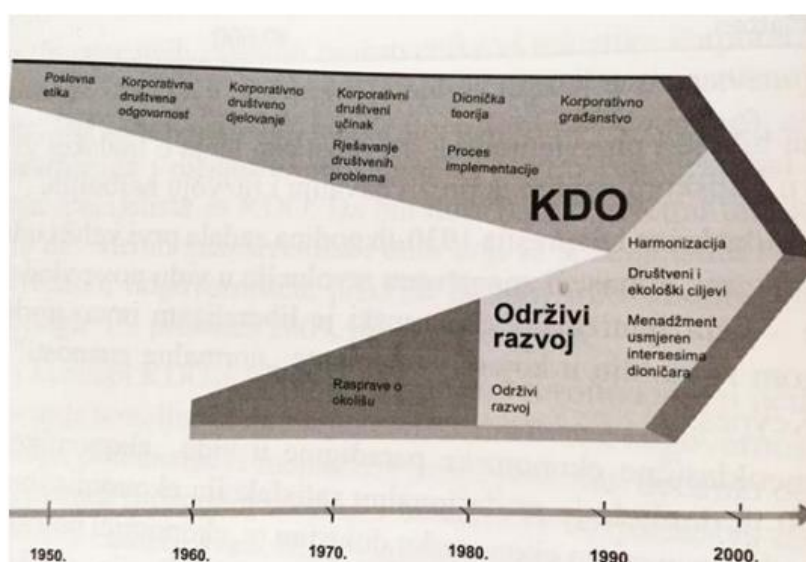 Poslovna
etika
Korporativna
društvena
odgovornost
Korporativno
društveno
djelovanje
Korporativni
društveni
učinak
Dionička
teorija
Korporativno
građanstvo
Rješavanje
društvenih
problema
Proces
implementacije
KDO
Harmonizacija
Društveni i
ekološki ciljevi
Menadžment
usmjeren
intersesima
dioničara
Održivi
razvoj
Rasprave o
okolišu
Održivi
razvoj
1950. 1960. 1970. 1980. 1990 2000.